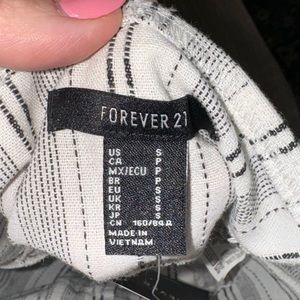 FOREVER 21
US S
CA P
MX/ECU P
BR P
EU S
UK S
KR S
JP S
CN 160/84A
MADE IN
VIETNAM